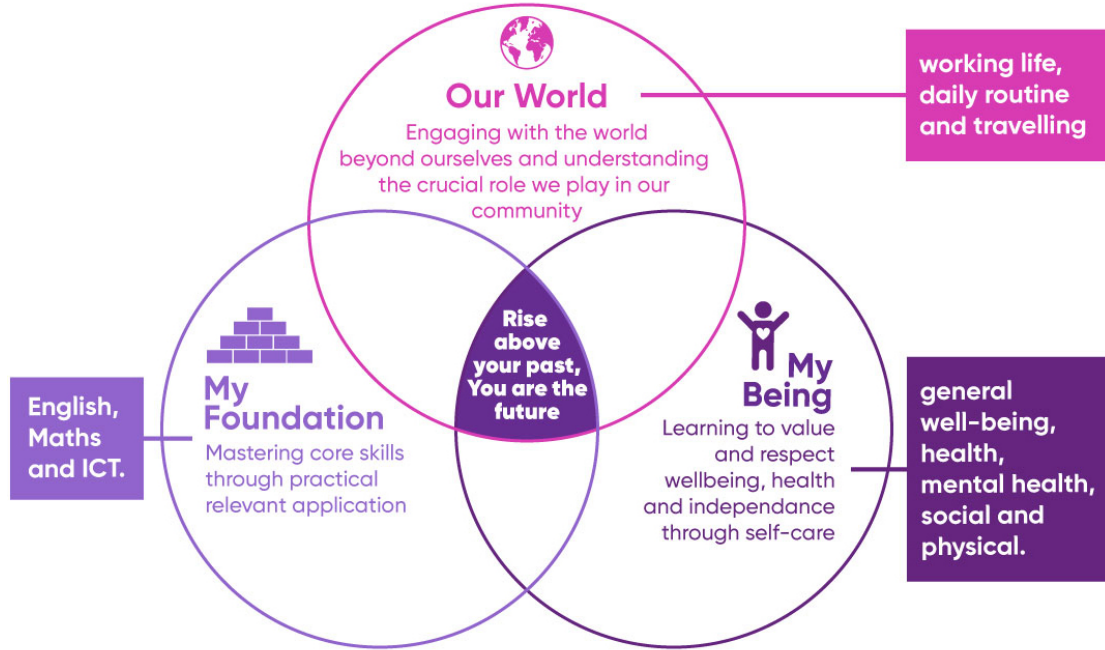 Our World
Engaging with the world
beyond ourselves and understanding
the crucial role we play in our
community
working life,
daily routine
and travelling
Rise
above
your past,
You are the
future
My
Foundation
Mastering core skills
through practical
relevant application
English,
Maths
and ICT.
My
Being
Learning to value
and respect
wellbeing, health
and independance
through self-care
general
well-being,
health,
mental health,
social and
physical.